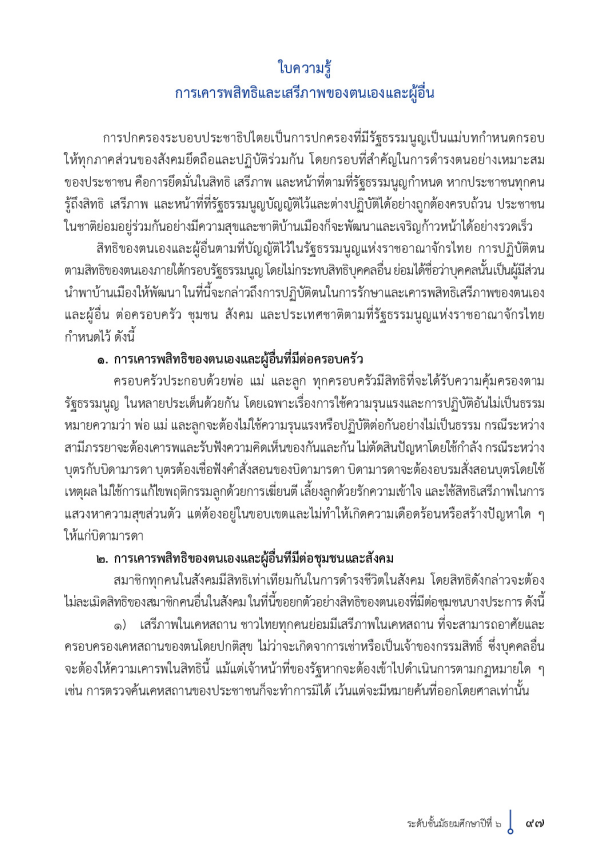 ใบความรู้
การเคารพสิทธิและเสรีภาพของตนเองและผู้อื่น
การปกครองระบอบประชาธิปไตยเป็นการปกครองที่มีรัฐธรรมนูญเป็นแม่บทกำหนดกรอบ
ให้ทุกภาคส่วนของสังคมยึดถือและปฏิบัติร่วมกัน โดยกรอบที่สำคัญในการดำรงตนอย่างเหมาะสม
ของประชาชน คือการยึดมั่นในสิทธิ เสรีภาพ และหน้าที่ตามที่รัฐธรรมนูญกำหนด หากประชาชนทุกคน
รู้ถึงสิทธิ เสรีภาพ และหน้าที่ที่รัฐธรรมนูญบัญญัติไว้และต่างปฏิบัติได้อย่างถูกต้องครบถ้วน ประชาชน
ในชาติย่อมอยู่ร่วมกันอย่างมีความสุขและชาติบ้านเมืองก็จะพัฒนาและเจริญก้าวหน้าได้อย่างรวดเร็ว
สิทธิของตนเองและผู้อื่นตามที่บัญญัติไว้ในรัฐธรรมนูญแห่งราชอาณาจักรไทย การปฏิบัติตน
ตามสิทธิของตนเองภายใต้กรอบรัฐธรรมนูญ โดยไม่กระทบสิทธิบุคคลอื่น ย่อมได้ชื่อว่าบุคคลนั้นเป็นผู้มีส่วน
นำพาบ้านเมืองให้พัฒนา ในที่นี้จะกล่าวถึงการปฏิบัติตนในการรักษาและเคารพสิทธิเสรีภาพของตนเอง
และผู้อื่น ต่อครอบครัว ชุมชน สังคม และประเทศชาติตามที่รัฐธรรมนูญแห่งราชอาณาจักรไทย
กำหนดไว้ ดังนี้
๑. การเคารพสิทธิของตนเองและผู้อื่นที่มีต่อครอบครัว
ครอบครัวประกอบด้วยพ่อ แม่ และลูก ทุกครอบครัวมีสิทธิที่จะได้รับความคุ้มครองตาม
รัฐธรรมนูญ ในหลายประเด็นด้วยกัน โดยเฉพาะเรื่องการใช้ความรุนแรงและการปฏิบัติอันไม่เป็นธรรม
หมายความว่า พ่อ แม่ และลูกจะต้องไม่ใช้ความรุนแรงหรือปฏิบัติต่อกันอย่างไม่เป็นธรรม กรณีระหว่าง
สามีภรรยาจะต้องเคารพและรับฟังความคิดเห็นของกันและกัน ไม่ตัดสินปัญหาโดยใช้กำลัง กรณีระหว่าง
บุตรกับบิดามารดา บุตรต้องเชื่อฟังคำสั่งสอนของบิดามารดา บิดามารดาจะต้องอบรมสั่งสอนบุตรโดยใช้
เหตุผล ไม่ใช้การแก้ไขพฤติกรรมลูกด้วยการเฆี่ยนตี เลี้ยงลูกด้วยรักความเข้าใจ และใช้สิทธิเสรีภาพในการ
แสวงหาความสุขส่วนตัว แต่ต้องอยู่ในขอบเขตและไม่ทำให้เกิดความเดือดร้อนหรือสร้างปัญหาใด ๆ
ให้แก่บิดามารดา
๒. การเคารพสิทธิของตนเองและผู้อื่นทีมีต่อชุมชนและสังคม
สมาชิกทุกคนในสังคมมีสิทธิเท่าเทียมกันในการดำรงชีวิตในสังคม โดยสิทธิดังกล่าวจะต้อง
ไม่ละเมิดสิทธิของสมาชิกคนอื่นในสังคม ในที่นี้ขอยกตัวอย่างสิทธิของตนเองที่มีต่อชุมชนบางประการ ดังนี้
๑) เสรีภาพในเคหสถาน ชาวไทยทุกคนย่อมมีเสรีภาพในเคหสถาน ที่จะสามารถอาศัยและ
ครอบครองเคหสถานของตนโดยปกติสุข ไม่ว่าจะเกิดจาการเช่าหรือเป็นเจ้าของกรรมสิทธิ์ ซึ่งบุคคลอื่น
จะต้องให้ความเคารพในสิทธินี้ แม้แต่เจ้าหน้าที่ของรัฐหากจะต้องเข้าไปดำเนินการตามกฎหมายใด ๆ
เช่น การตรวจค้นเคหสถานของประชาชนก็จะทำการมิได้ เว้นแต่จะมีหมายค้นที่ออกโดยศาลเท่านั้น
ระดับชั้นมัธยมศึกษาปีที่ ๖ ๙๗